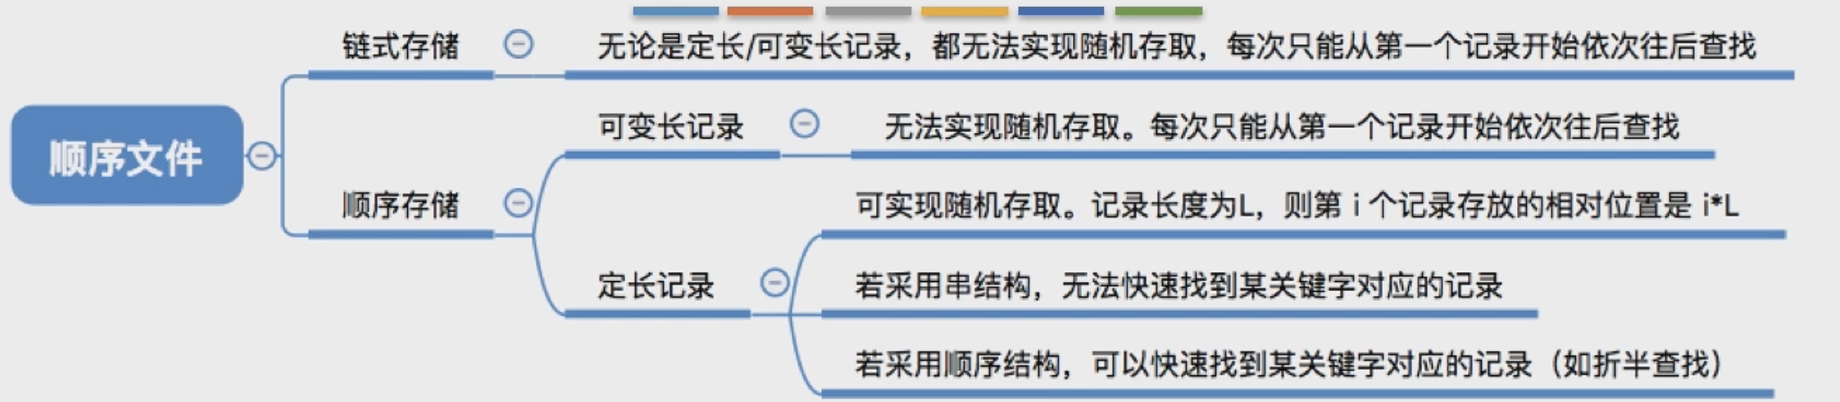 顺序文件
链式存储
无论是定长/可变长记录，都无法实现随机存取，每次只能从第一个记录开始依次往后查找
顺序存储
可变长记录
无法实现随机存取。每次只能从第一个记录开始依次往后查找
定长记录
可实现随机存取。记录长度为L，则第 i 个记录存放的相对位置是 i*L
若采用串结构，无法快速找到某关键字对应的记录
若采用顺序结构，可以快速找到某关键字对应的记录（如折半查找）